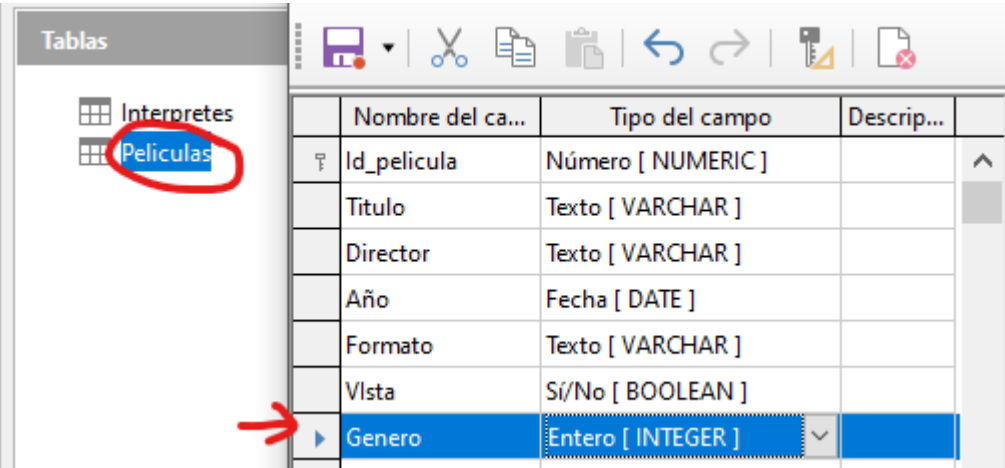 Tablas
Interpretes
Peliculas
Nombre del ca... Tipo del campo Descrip...
Id_pelicula Número [ NUMERIC ]
Titulo Texto [ VARCHAR ]
Director Texto [ VARCHAR ]
Año Fecha [ DATE ]
Formato Texto [ VARCHAR ]
VIsta Sí/No [ BOOLEAN ]
Genero Entero [ INTEGER ]